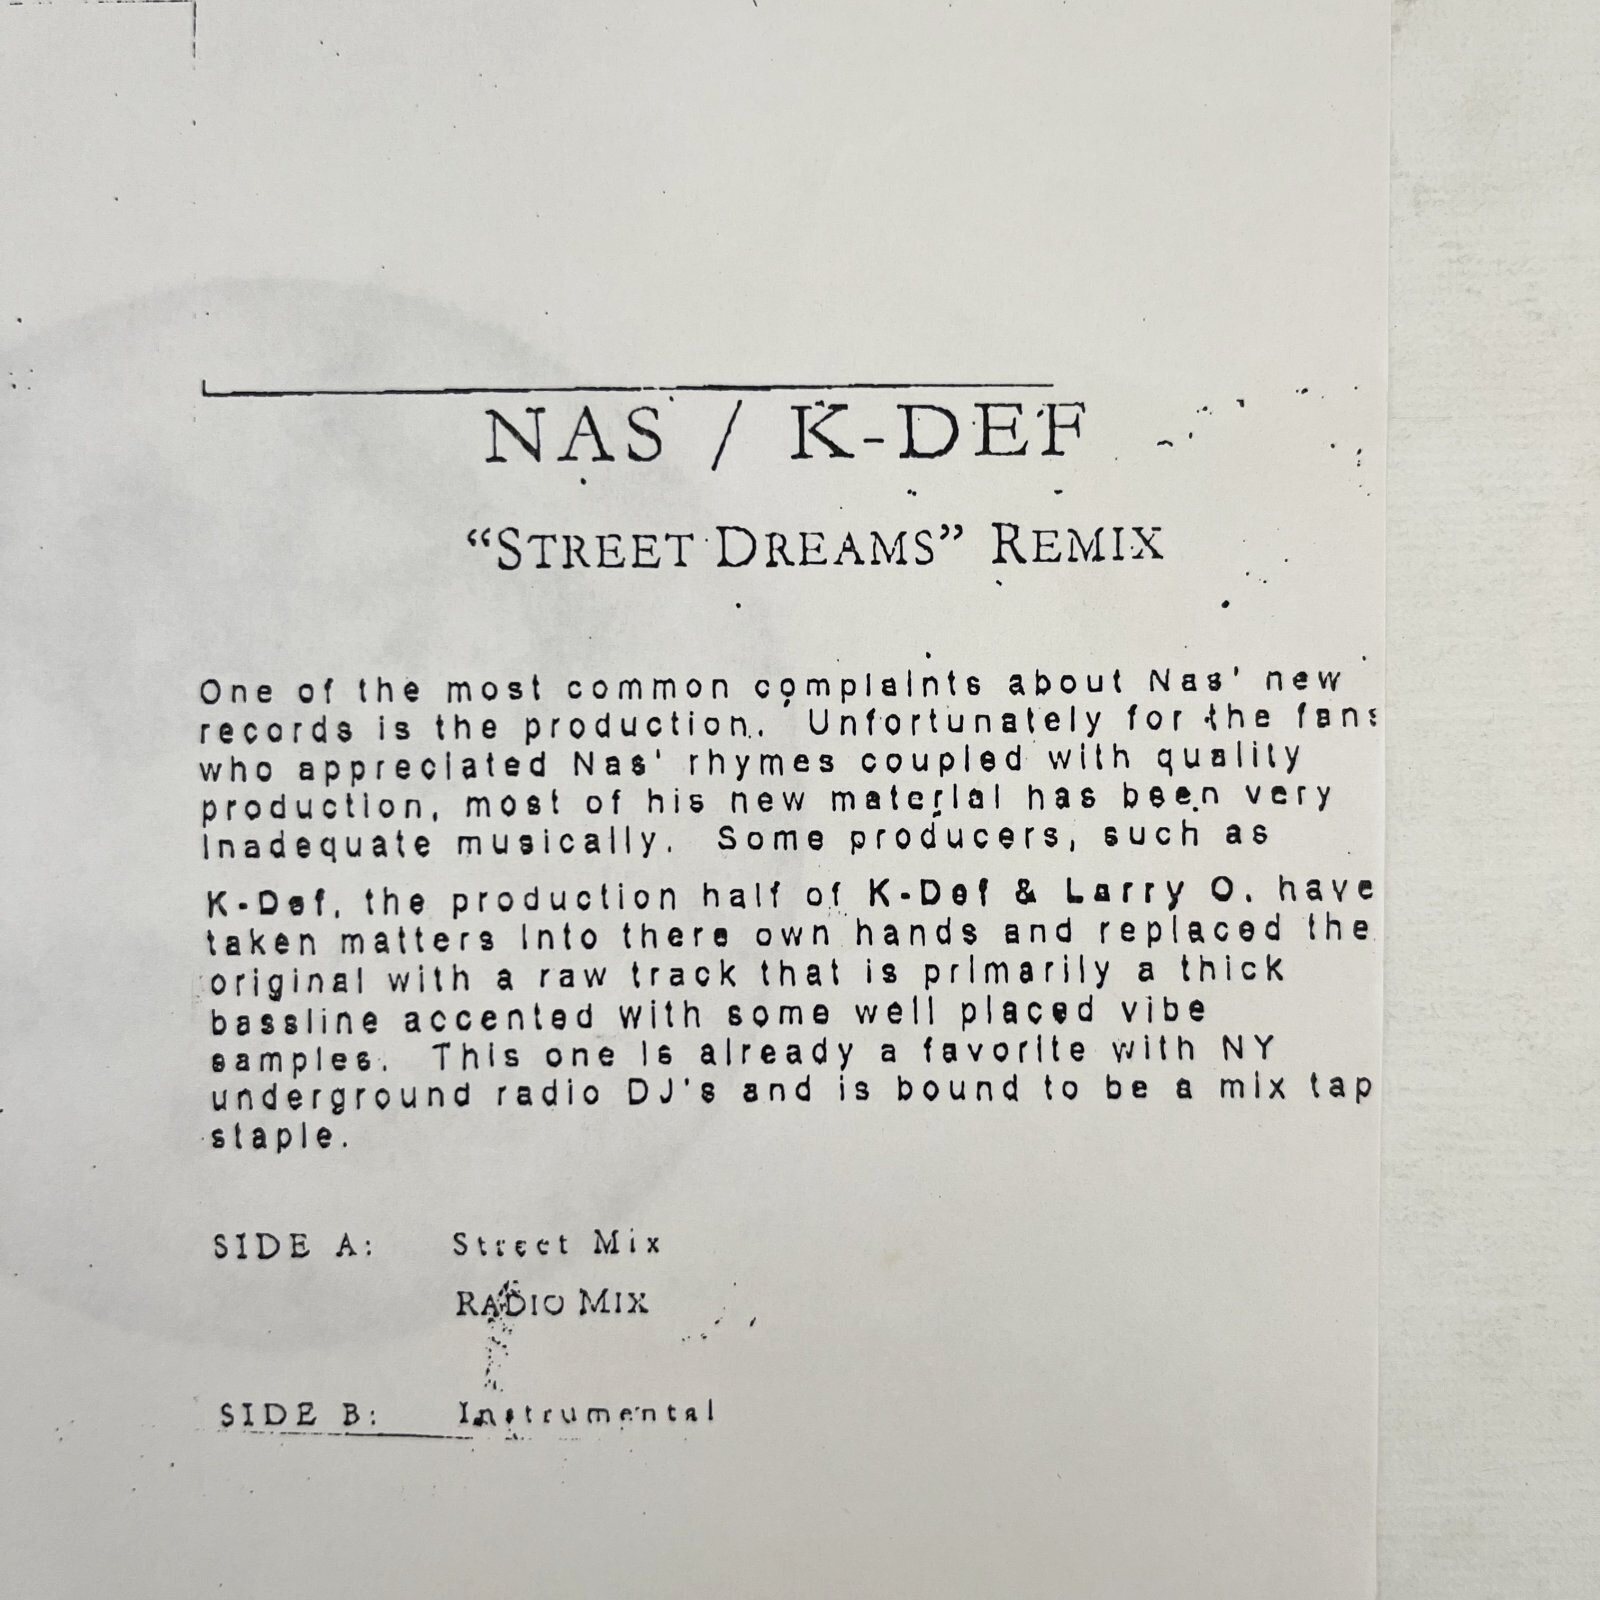 NAS / K-DEF
“STREET DREAMS” REMIX
One of the most common complaints about Nas' new
records is the production. Unfortunately for the fans
who appreciated Nas' rhymes coupled with quality
production, most of his new material has been very
inadequate musically. Some producers, such as
K-Def, the production half of K-Def & Larry O. have
taken matters into there own hands and replaced the
original with a raw track that is primarily a thick
bassline accented with some well placed vibe
samples. This one is already a favorite with NY
underground radio DJ's and is bound to be a mix tap
staple.
SIDE A: Street Mix
RADIO MIX
SIDE B: Instrumental